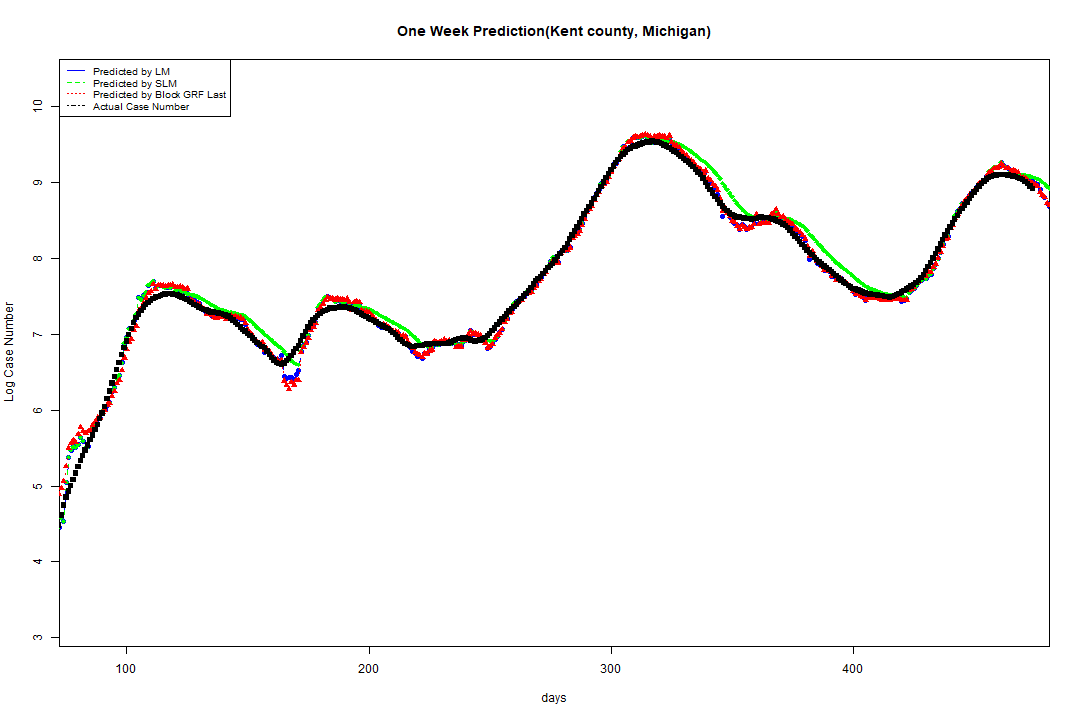 One Week Prediction(Kent county, Michigan)
Predicted by LM
Predicted by SLM
Predicted by Block GRF Last
Actual Case Number
10
9
8
7
6
5
4
3
Log Case Number
100 200 300 400
days